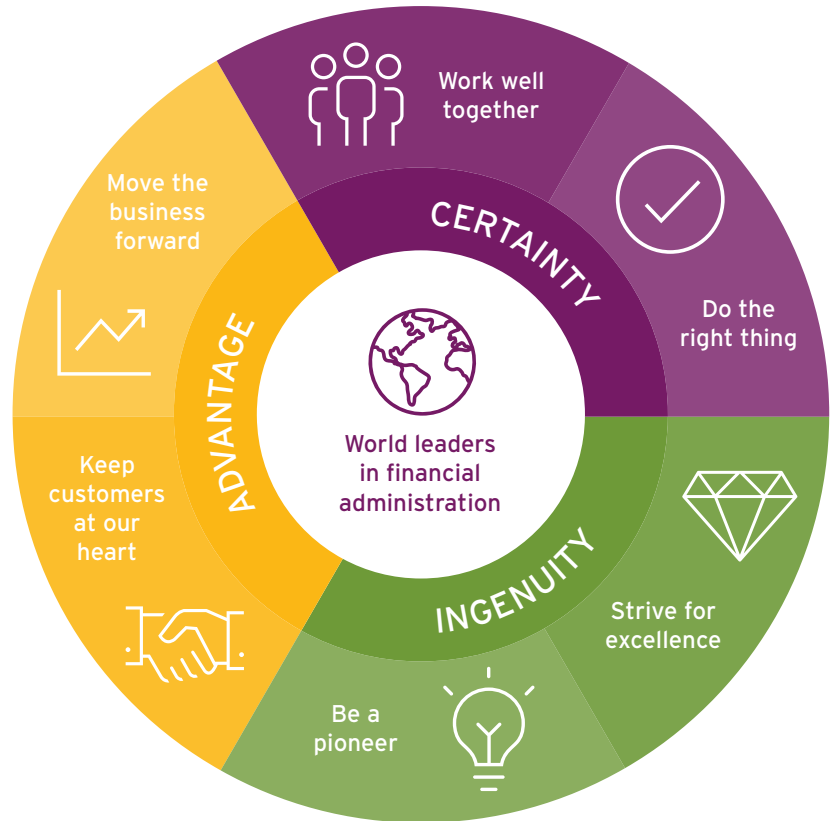 Work well
together
Do the
right thing
Strive for
excellence
Be a
pioneer
Keep
customers
at our
heart
Move the
business
forward
CERTAINTY
INGENUITY
ADVANTAGE
World leaders
in financial
administration